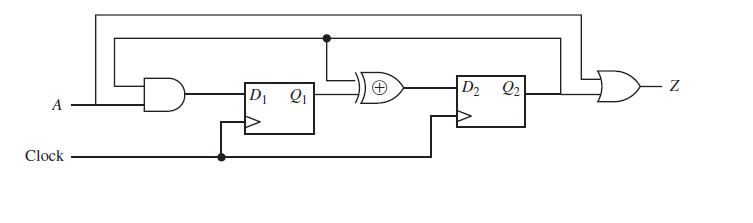 D₁ Q₁
D₂ Q₂
Z
A
Clock